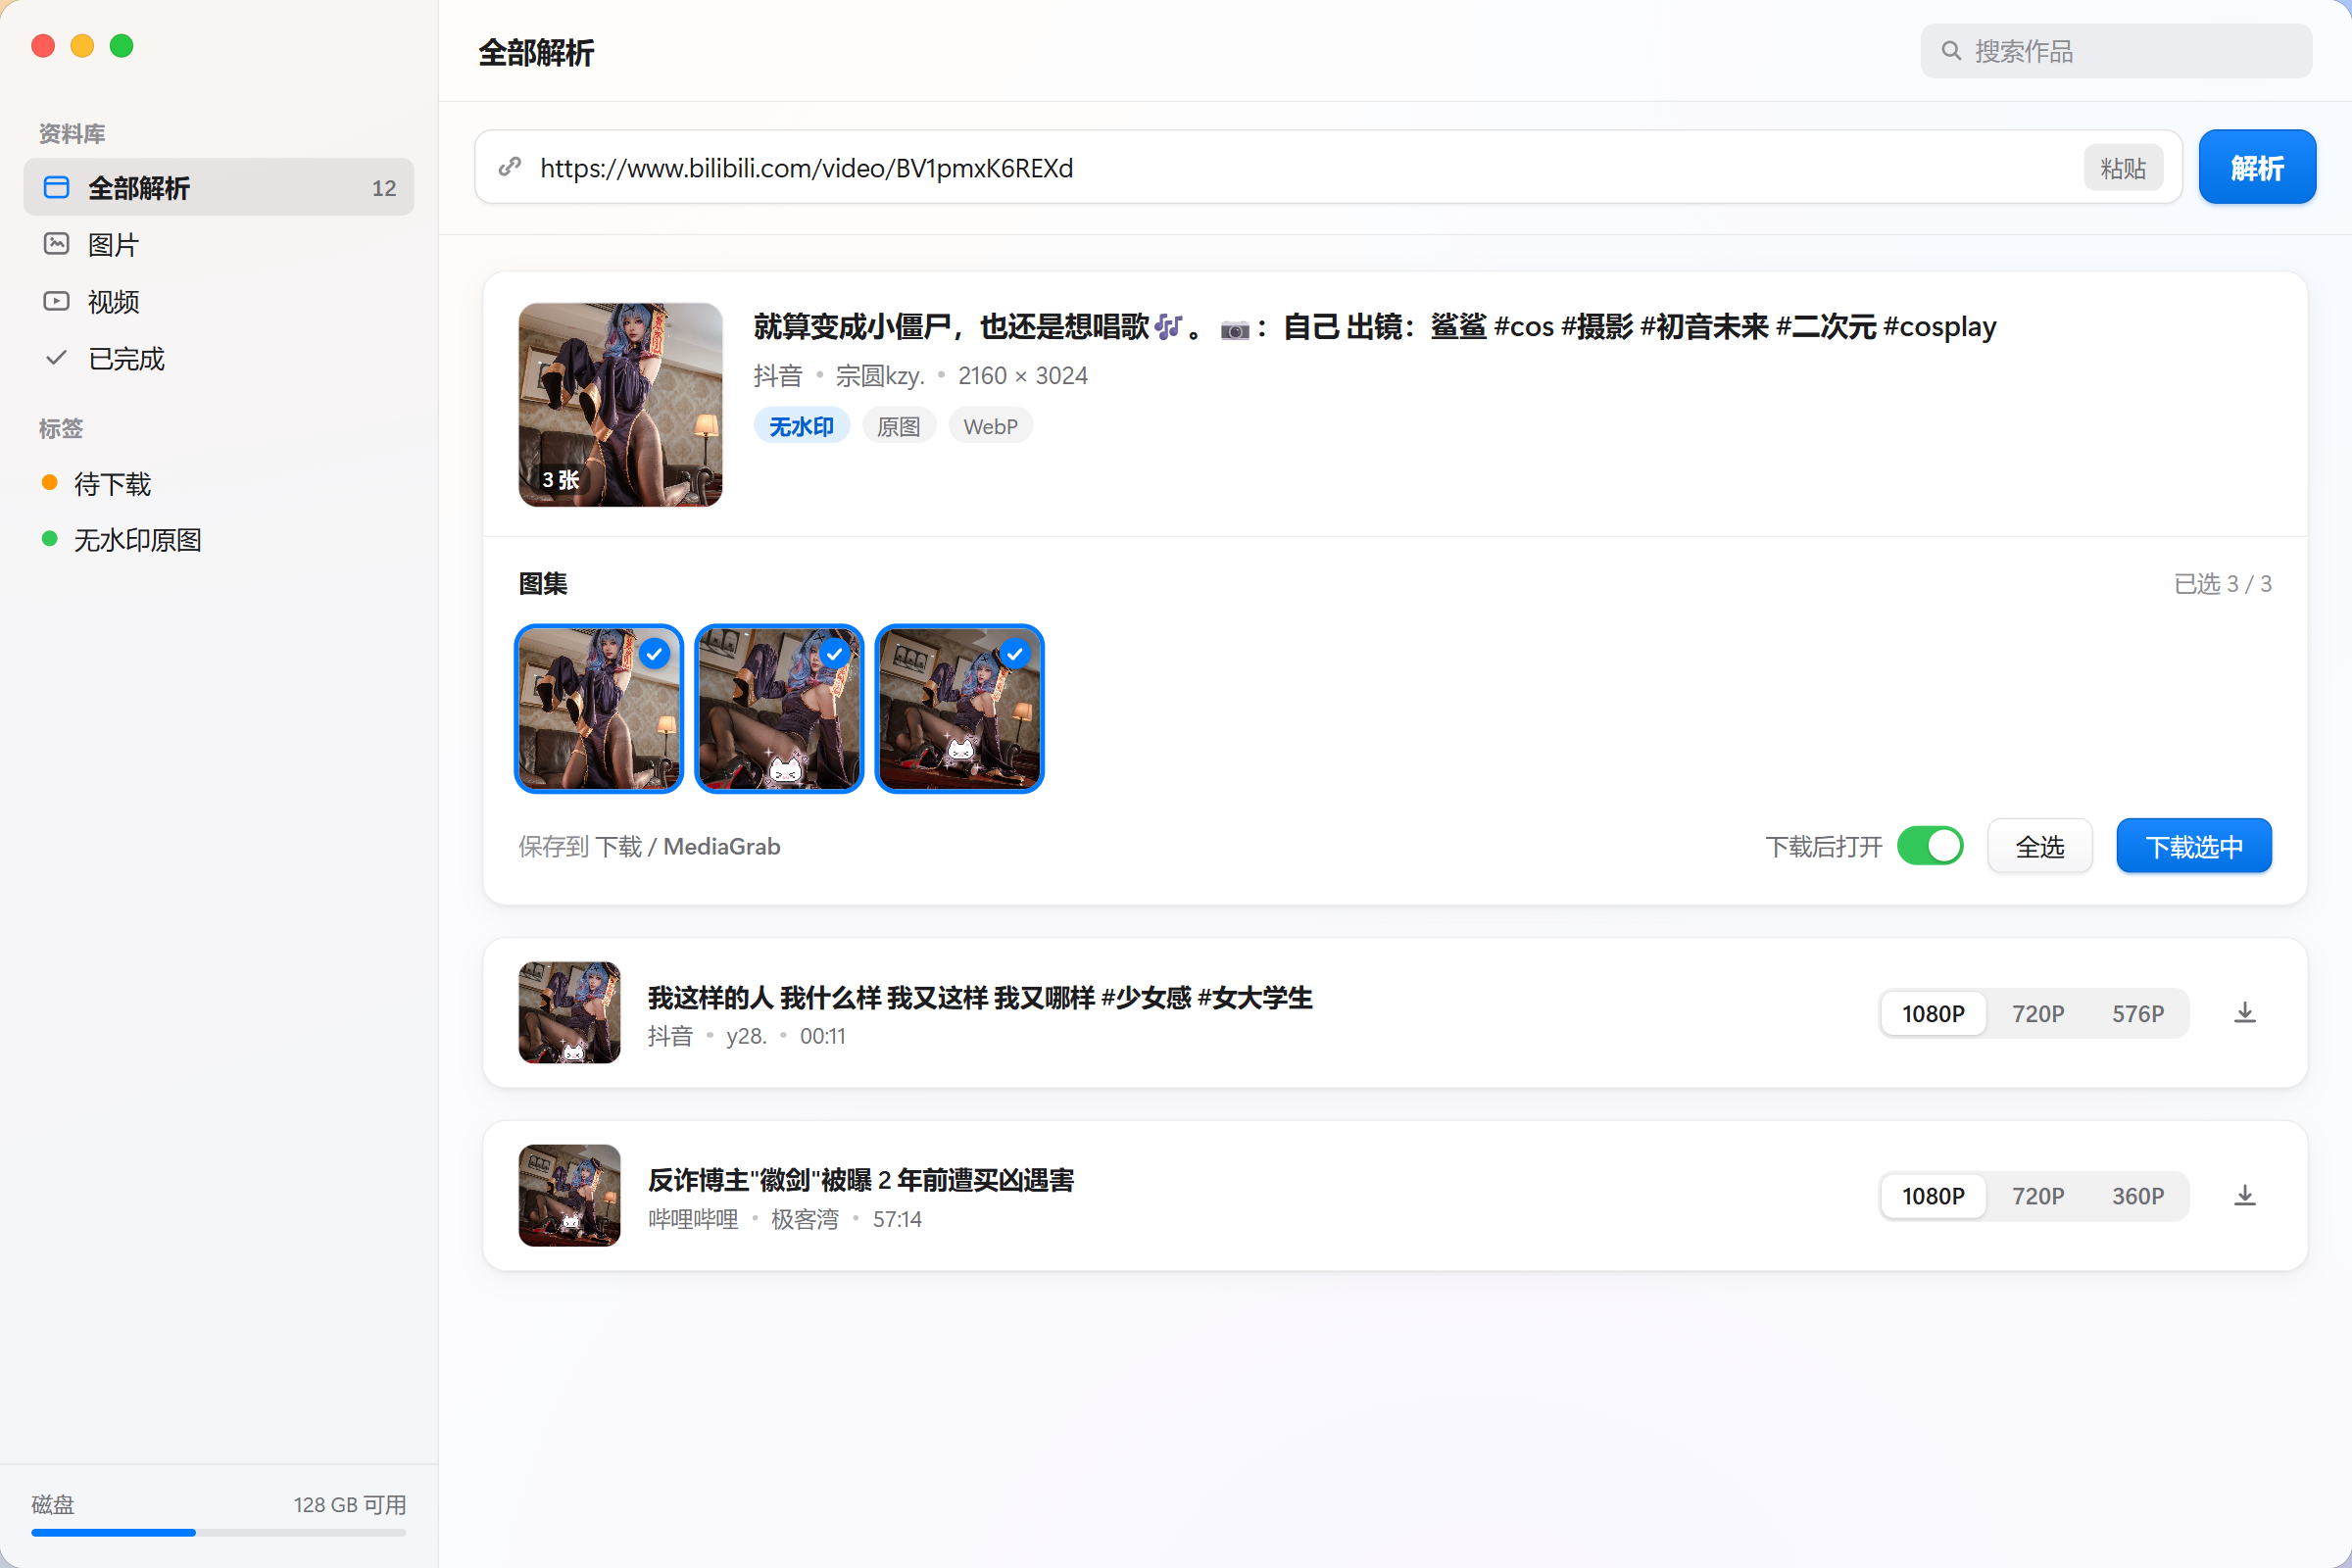 全部解析
搜索作品
资料库
全部解析 12
图片
视频
已完成
标签
待下载
无水印原图
磁盘 128 GB 可用
https://www.bilibili.com/video/BV1pmxK6REXd 粘贴 解析
就算变成小僵尸，也还是想唱歌🎶。📷：自己 出镜：鲨鲨 #cos #摄影 #初音未来 #二次元 #cosplay
抖音 • 宗圆kzy. • 2160 × 3024
无水印 原图 WebP
3 张
图集 已选 3 / 3
保存到 下载 / MediaGrab 下载后打开 全选 下载选中
我这样的人 我什么样 我又这样 我又哪样 #少女感 #女大学生
抖音 • y28. • 00:11
1080P 720P 576P
反诈博主"徽剑"被曝 2 年前遭买凶遇害
哔哩哔哩 • 极客湾 • 57:14
1080P 720P 360P